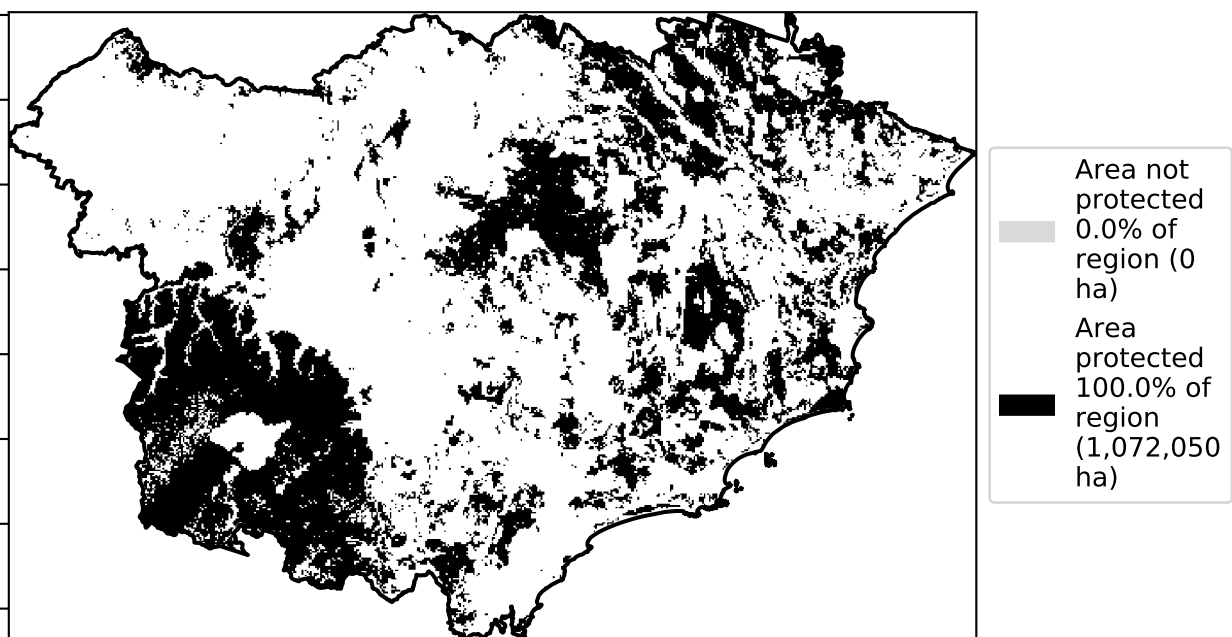 Area not
protected
0.0% of
region (0
ha)
Area
protected
100.0% of
region
(1,072,050
ha)